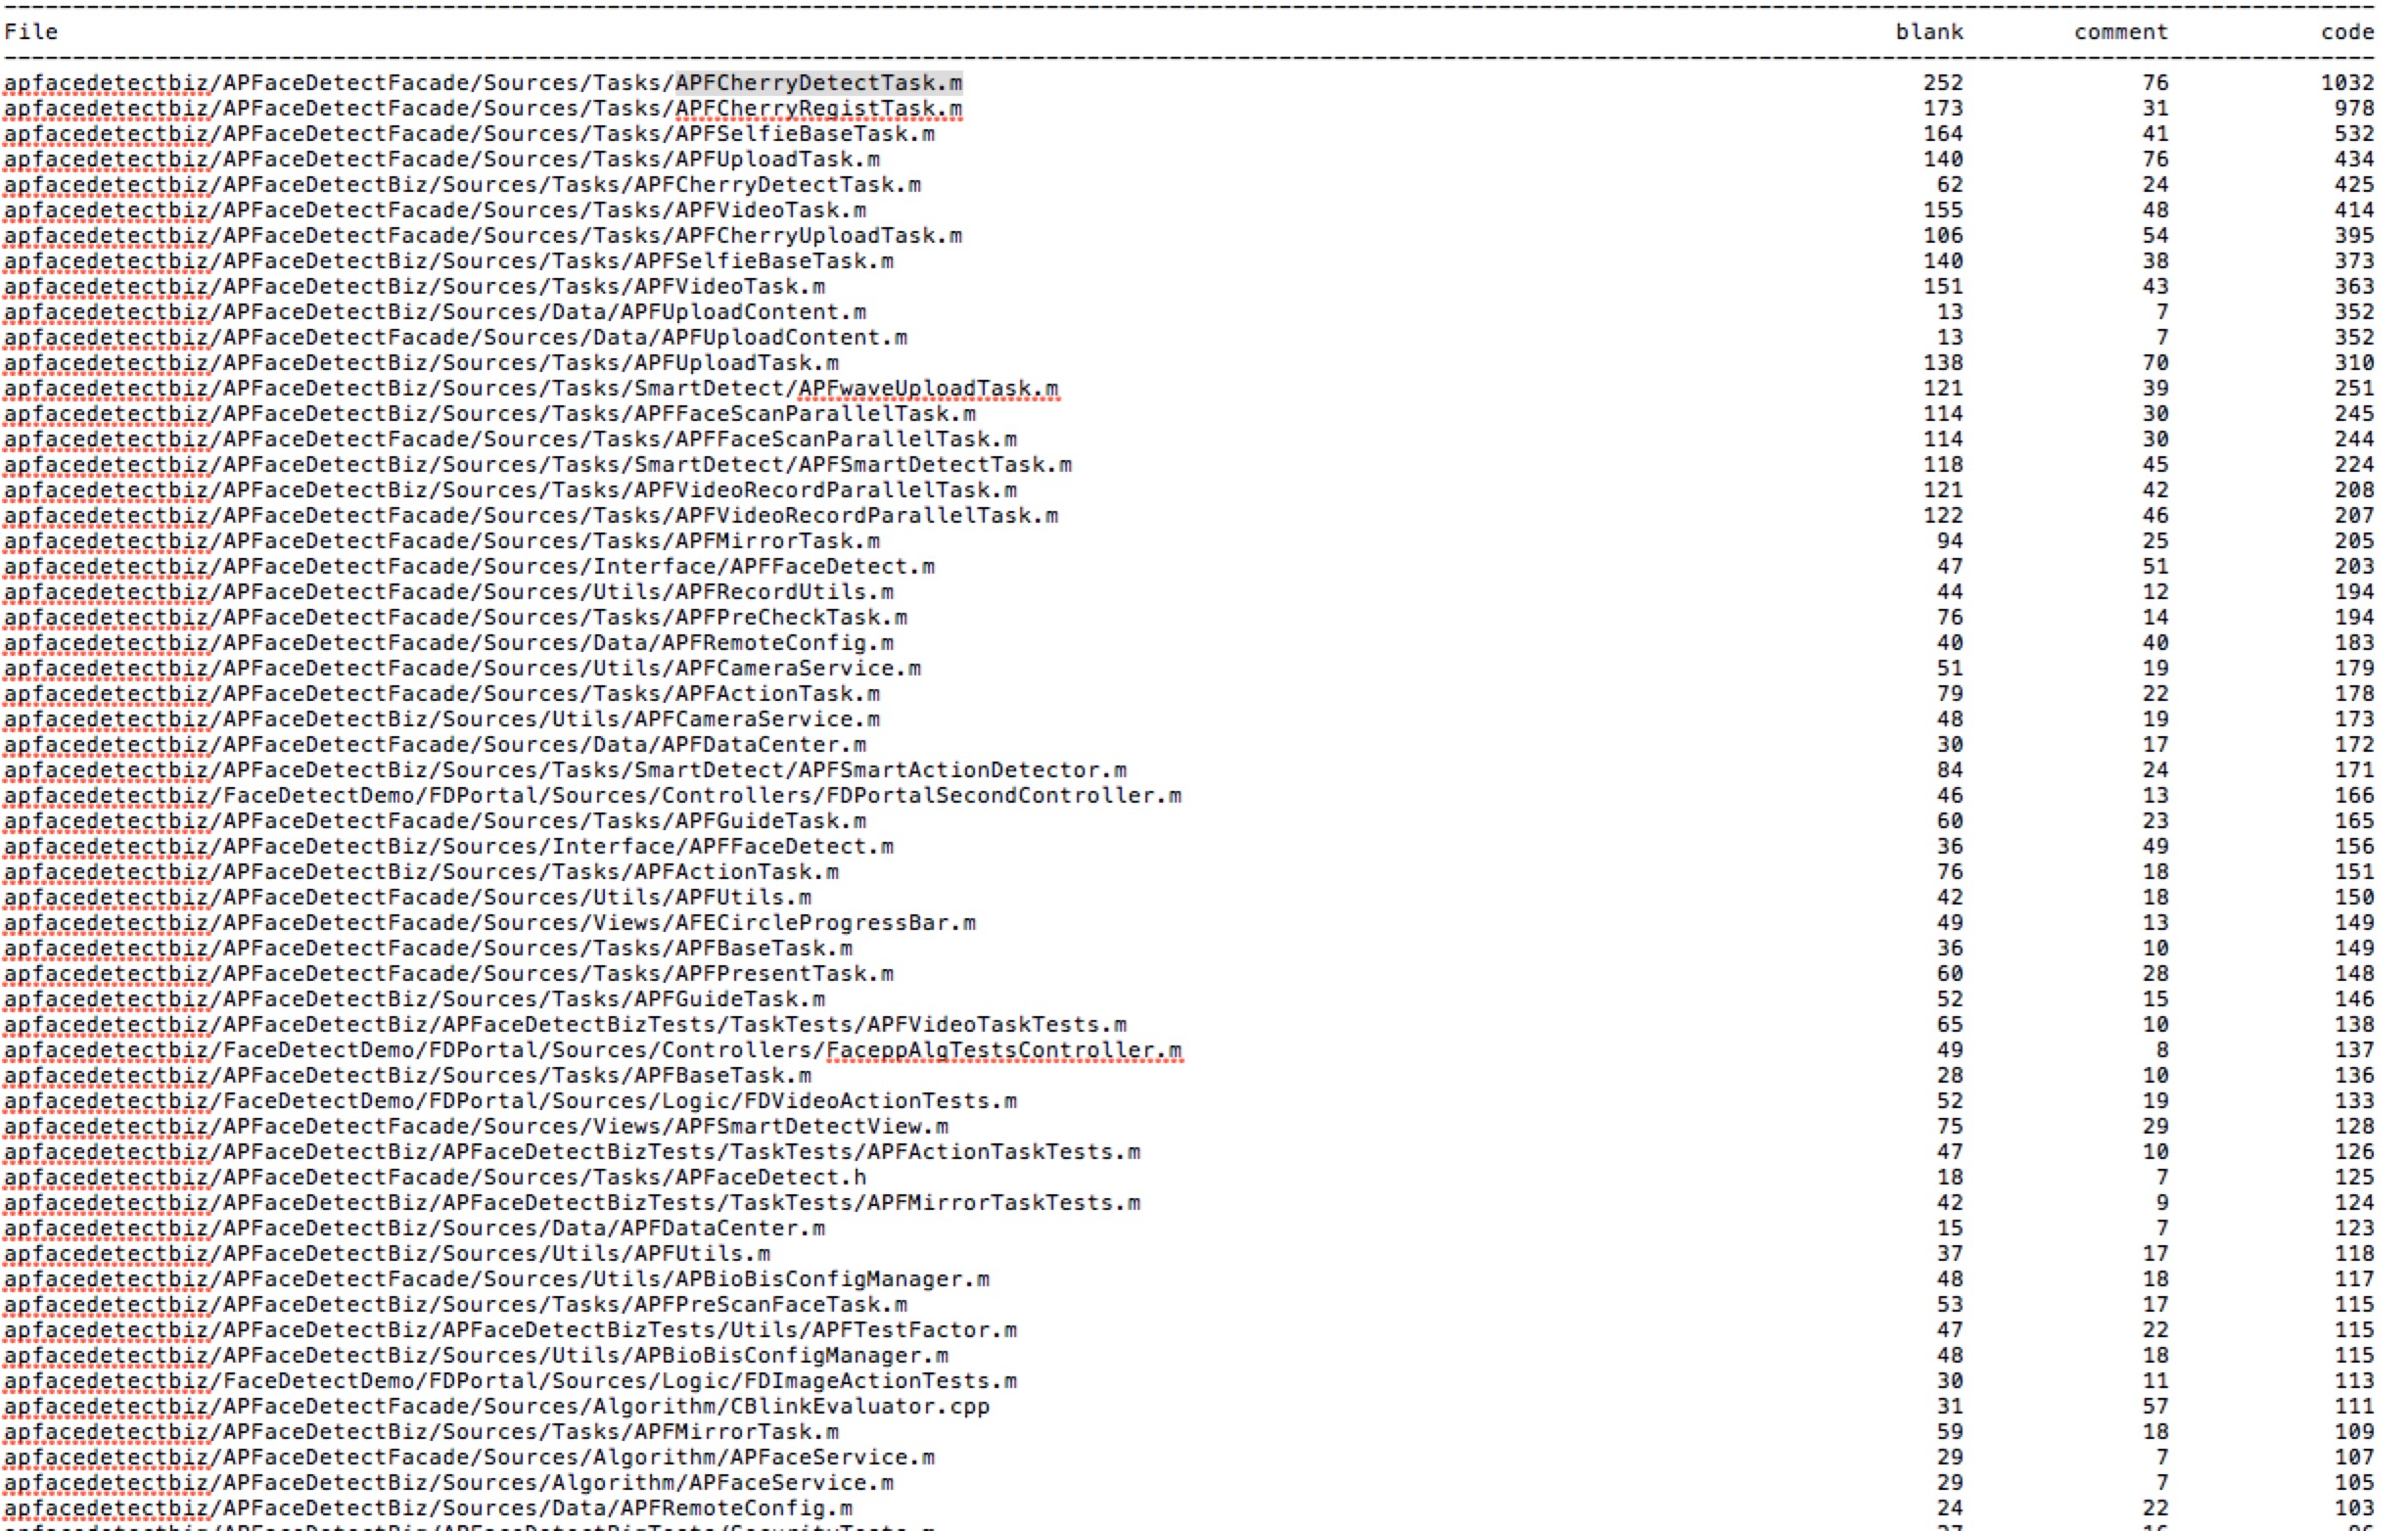 File blank comment code
apfacedetectbiz/APFaceDetectFacade/Sources/Tasks/APFCherryDetectTask.m 252 76 1032
apfacedetectbiz/APFaceDetectFacade/Sources/Tasks/APFCherryRegistTask.m 173 31 978
apfacedetectbiz/APFaceDetectFacade/Sources/Tasks/APFSelfieBaseTask.m 164 41 532
apfacedetectbiz/APFaceDetectFacade/Sources/Tasks/APFUploadTask.m 140 76 434
apfacedetectbiz/APFaceDetectBiz/Sources/Tasks/APFCherryDetectTask.m 62 24 425
apfacedetectbiz/APFaceDetectFacade/Sources/Tasks/APFVideoTask.m 155 48 414
apfacedetectbiz/APFaceDetectFacade/Sources/Tasks/APFCherryUploadTask.m 106 54 395
apfacedetectbiz/APFaceDetectBiz/Sources/Tasks/APFSelfieBaseTask.m 140 38 373
apfacedetectbiz/APFaceDetectBiz/Sources/Tasks/APFVideoTask.m 151 43 363
apfacedetectbiz/APFaceDetectBiz/Sources/Data/APFUploadContent.m 13 7 352
apfacedetectbiz/APFaceDetectFacade/Sources/Data/APFUploadContent.m 13 7 352
apfacedetectbiz/APFaceDetectBiz/Sources/Tasks/APFUploadTask.m 138 70 310
apfacedetectbiz/APFaceDetectBiz/Sources/Tasks/SmartDetect/APFwaveUploadTask.m 121 39 251
apfacedetectbiz/APFaceDetectBiz/Sources/Tasks/APFFaceScanParallelTask.m 114 30 245
apfacedetectbiz/APFaceDetectFacade/Sources/Tasks/APFFaceScanParallelTask.m 114 30 244
apfacedetectbiz/APFaceDetectBiz/Sources/Tasks/SmartDetect/APFSmartDetectTask.m 118 45 224
apfacedetectbiz/APFaceDetectBiz/Sources/Tasks/APFVideoRecordParallelTask.m 121 42 208
apfacedetectbiz/APFaceDetectFacade/Sources/Tasks/APFVideoRecordParallelTask.m 122 46 207
apfacedetectbiz/APFaceDetectFacade/Sources/Tasks/APFMirrorTask.m 94 25 205
apfacedetectbiz/APFaceDetectFacade/Sources/Interface/APFFaceDetect.m 47 51 203
apfacedetectbiz/APFaceDetectFacade/Sources/Utils/APFRecordUtils.m 44 12 194
apfacedetectbiz/APFaceDetectFacade/Sources/Tasks/APFPreCheckTask.m 76 14 194
apfacedetectbiz/APFaceDetectFacade/Sources/Data/APFRemoteConfig.m 40 40 183
apfacedetectbiz/APFaceDetectFacade/Sources/Utils/APFCameraService.m 51 19 179
apfacedetectbiz/APFaceDetectFacade/Sources/Tasks/APFActionTask.m 79 22 178
apfacedetectbiz/APFaceDetectBiz/Sources/Utils/APFCameraService.m 48 19 173
apfacedetectbiz/APFaceDetectFacade/Sources/Data/APFDataCenter.m 30 17 172
apfacedetectbiz/APFaceDetectBiz/Sources/Tasks/SmartDetect/APFSmartActionDetector.m 84 24 171
apfacedetectbiz/FaceDetectDemo/FDPortal/Sources/Controllers/FDPortalSecondController.m 46 13 166
apfacedetectbiz/APFaceDetectFacade/Sources/Tasks/APFGuideTask.m 60 23 165
apfacedetectbiz/APFaceDetectBiz/Sources/Interface/APFFaceDetect.m 36 49 156
apfacedetectbiz/APFaceDetectBiz/Sources/Tasks/APFActionTask.m 76 18 151
apfacedetectbiz/APFaceDetectFacade/Sources/Utils/APFUtils.m 42 18 150
apfacedetectbiz/APFaceDetectFacade/Sources/Views/AFECircleProgressBar.m 49 13 149
apfacedetectbiz/APFaceDetectFacade/Sources/Tasks/APFBaseTask.m 36 10 149
apfacedetectbiz/APFaceDetectFacade/Sources/Tasks/APFPresentTask.m 60 28 148
apfacedetectbiz/APFaceDetectBiz/Sources/Tasks/APFGuideTask.m 52 15 146
apfacedetectbiz/APFaceDetectBiz/APFaceDetectBizTests/TaskTests/APFVideoTaskTests.m 65 10 138
apfacedetectbiz/FaceDetectDemo/FDPortal/Sources/Controllers/FaceppAlgTestsController.m 49 8 137
apfacedetectbiz/APFaceDetectBiz/Sources/Tasks/APFBaseTask.m 28 10 136
apfacedetectbiz/FaceDetectDemo/FDPortal/Sources/Logic/FDVideoActionTests.m 52 19 133
apfacedetectbiz/APFaceDetectFacade/Sources/Views/APFSmartDetectView.m 75 29 128
apfacedetectbiz/APFaceDetectBiz/APFaceDetectBizTests/TaskTests/APFActionTaskTests.m 47 10 126
apfacedetectbiz/APFaceDetectFacade/Sources/Tasks/APFaceDetect.h 18 7 125
apfacedetectbiz/APFaceDetectBiz/APFaceDetectBizTests/TaskTests/APFMirrorTaskTests.m 42 9 124
apfacedetectbiz/APFaceDetectBiz/Sources/Data/APFDataCenter.m 15 7 123
apfacedetectbiz/APFaceDetectBiz/Sources/Utils/APFUtils.m 37 17 118
apfacedetectbiz/APFaceDetectFacade/Sources/Utils/APBioBisConfigManager.m 48 18 117
apfacedetectbiz/APFaceDetectBiz/Sources/Tasks/APFPreScanFaceTask.m 53 17 115
apfacedetectbiz/APFaceDetectBiz/APFaceDetectBizTests/Utils/APFTestFactor.m 47 22 115
apfacedetectbiz/APFaceDetectBiz/Sources/Utils/APBioBisConfigManager.m 48 18 115
apfacedetectbiz/FaceDetectDemo/FDPortal/Sources/Logic/FDImageActionTests.m 30 11 113
apfacedetectbiz/APFaceDetectFacade/Sources/Algorithm/CBlinkEvaluator.cpp 31 57 111
apfacedetectbiz/APFaceDetectBiz/Sources/Tasks/APFMirrorTask.m 59 18 109
apfacedetectbiz/APFaceDetectFacade/Sources/Algorithm/APFaceService.m 29 7 107
apfacedetectbiz/APFaceDetectBiz/Sources/Algorithm/APFaceService.m 29 7 105
apfacedetectbiz/APFaceDetectBiz/Sources/Data/APFRemoteConfig.m 24 22 103